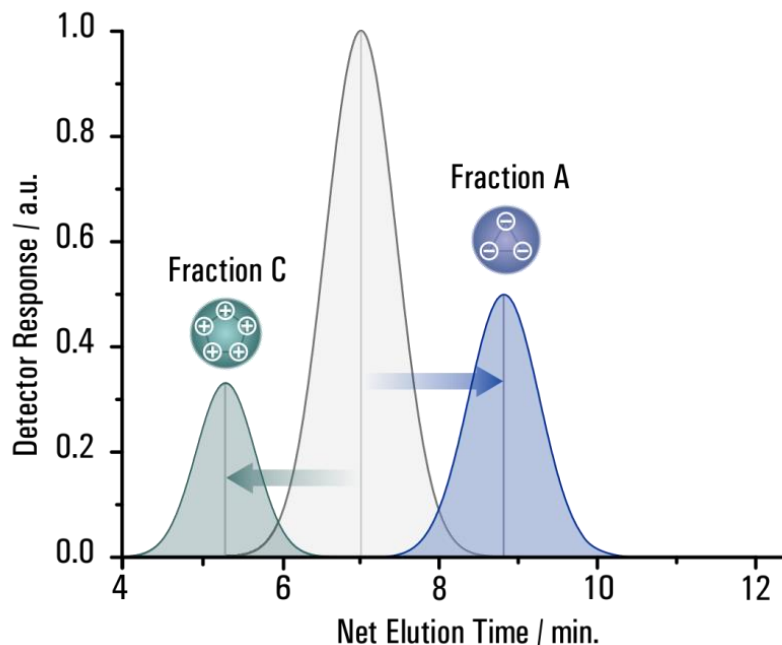 1.0
0.8
0.6
0.4
0.2
0.0
Detector Response / a.u.
Fraction A
Fraction C
4 6 8 10 12
Net Elution Time / min.